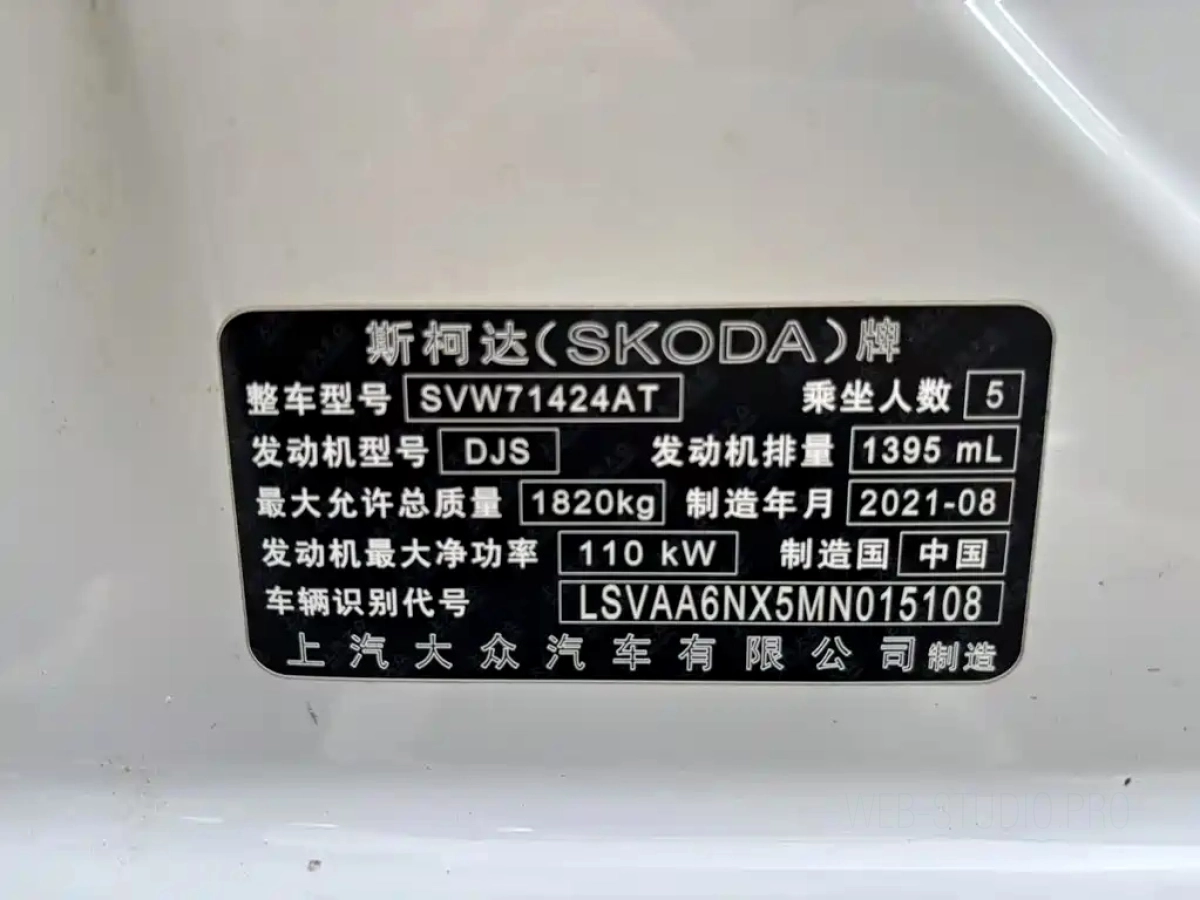 斯柯达(SKODA)牌
整车型号 SVW71424AT 乘坐人数 5
发动机型号 DJS 发动机排量 1395 mL
最大允许总质量 1820kg 制造年月 2021-08
发动机最大净功率 110 kW 制造国 中国
车辆识别代号 LSVAA6NX5MN015108
上汽大众汽车有限公司制造
WEB-STUDIO.PRO